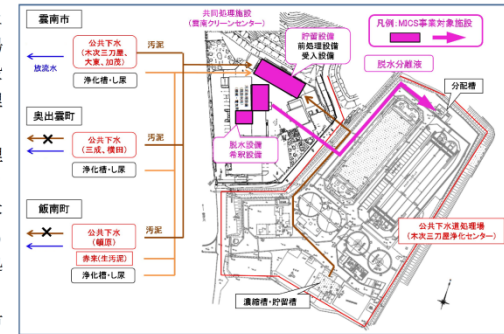 雲南市
公共下水
(木次三刀屋、
大東、加茂)
汚泥
放流水
浄化槽・し尿
奥出雲町
公共下水
(三成、横田)
汚泥
浄化槽・し尿
飯南町
公共下水
(頓原)
汚泥
赤来(生汚泥)
浄化槽・し尿
共同処理施設
(雲南クリーンセンター)
貯留設備
前処理設備
受入設備
脱水設備
希釈設備
凡例:MICS事業対象施設
脱水分離液
分配槽
公共下水道処理場
(木次三刀屋浄化センター)
濃縮槽・貯留槽